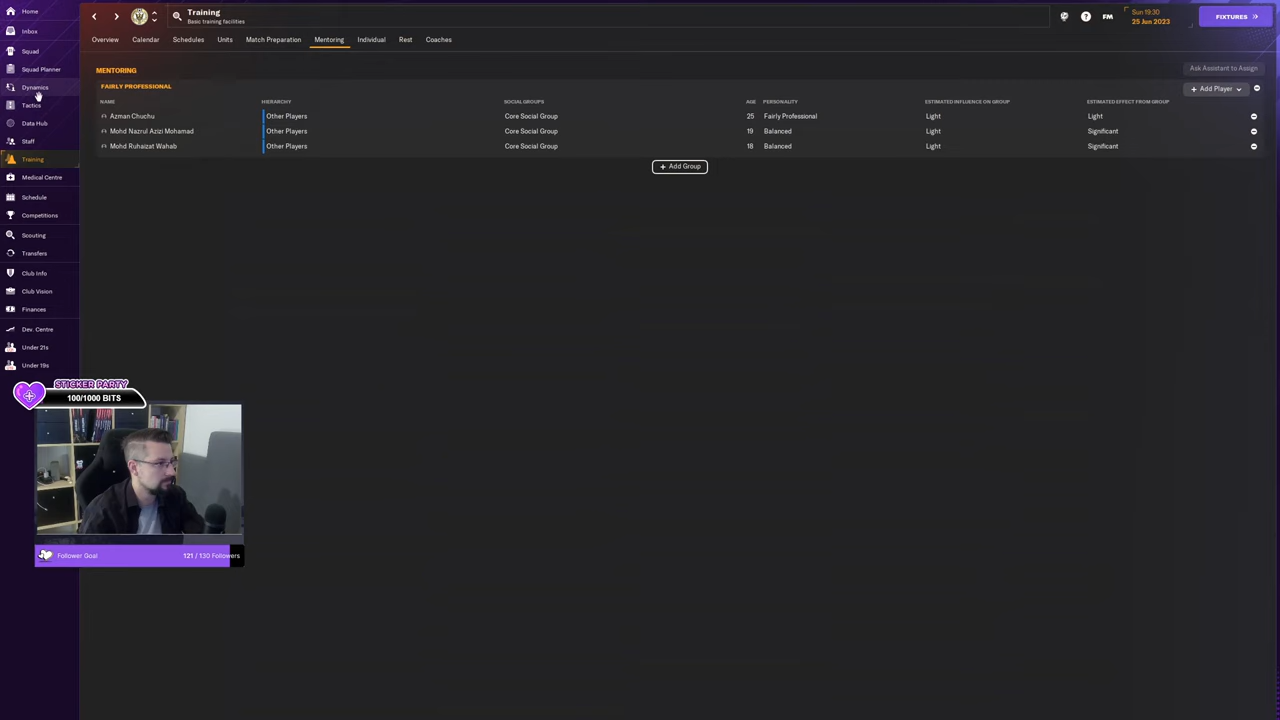 Home
Inbox
Squad
Squad Planner
Dynamics
Tactics
Data Hub
Staff
Training
Medical Centre
Schedule
Competitions
Scouting
Transfers
Club Info
Club Vision
Finances
Dev. Centre
Under 21s
Under 19s
Training
Basic training facilities
FM
Sun 19:30
25 Jun 2023
FIXTURES
Overview Calendar Schedules Units Match Preparation Mentoring Individual Rest Coaches
MENTORING
Ask Assistant to Assign
FAIRLY PROFESSIONAL
Add Player
NAME HIERARCHY SOCIAL GROUPS AGE PERSONALITY ESTIMATED INFLUENCE ON GROUP ESTIMATED EFFECT FROM GROUP
Azman Chuchu Other Players Core Social Group 25 Fairly Professional Light Light
Mohd Nazrul Azizi Mohamad Other Players Core Social Group 19 Balanced Light Significant
Mohd Ruhaizat Wahab Other Players Core Social Group 18 Balanced Light Significant
+ Add Group
STICKER PARTY
100/1000 BITS
Follower Goal 121 / 130 Followers